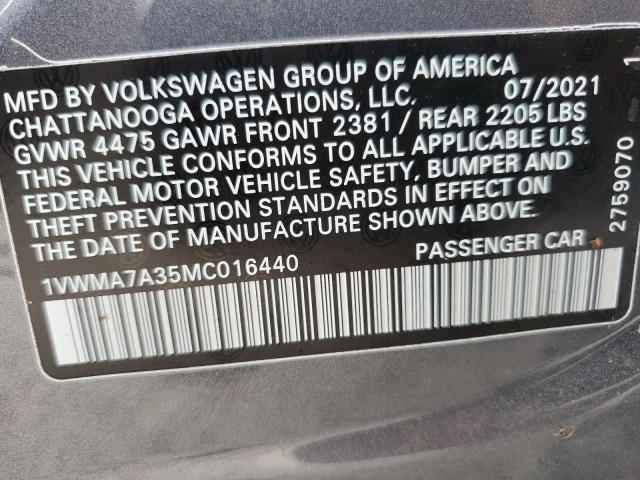 MFD BY VOLKSWAGEN GROUP OF AMERICA
CHATTANOOGA OPERATIONS, LLC. 07/2021
GVWR 4475 GAWR FRONT 2381 / REAR 2205 LBS
THIS VEHICLE CONFORMS TO ALL APPLICABLE U.S.
FEDERAL MOTOR VEHICLE SAFETY, BUMPER AND
THEFT PREVENTION STANDARDS IN EFFECT ON
THE DATE OF MANUFACTURE SHOWN ABOVE.
1VWMA7A35MC016440 PASSENGER CAR
2759070
1